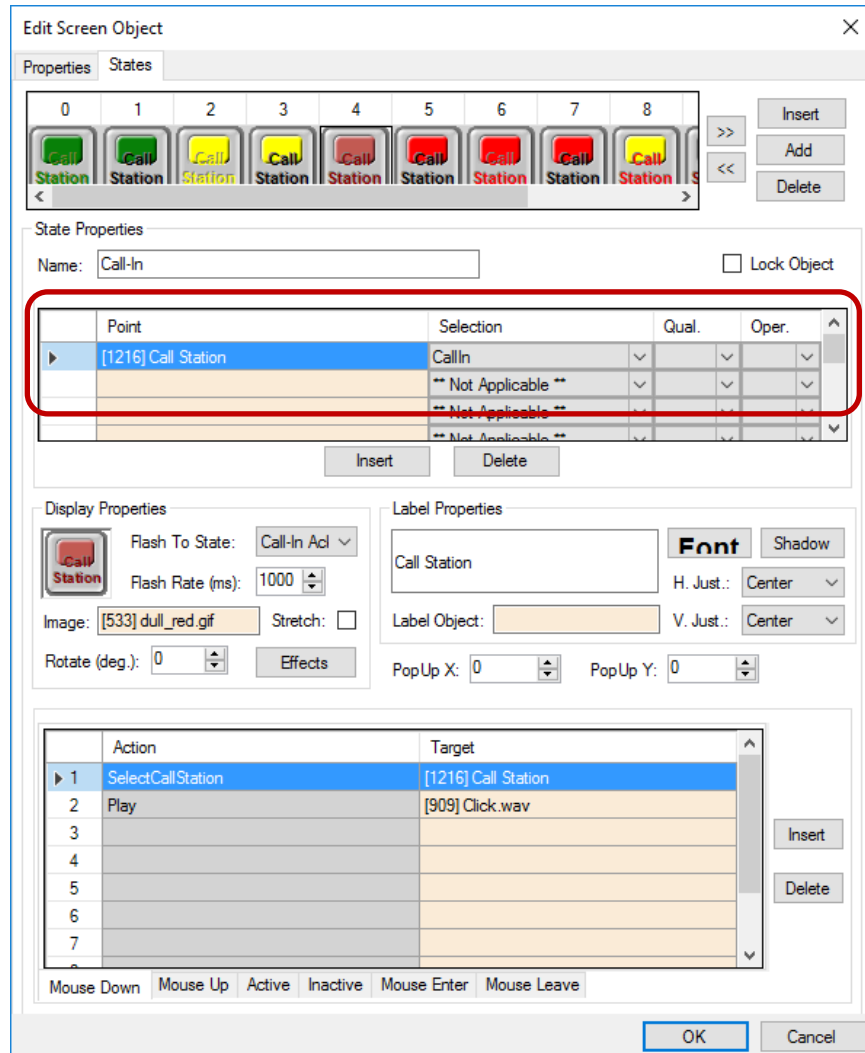 Edit Screen Object
Properties States
0 1 2 3 4 5 6 7 8
Call Call Call Call Call Call Call Call Call
Station Station Station Station Station Station Station Station Station S
>>
<<
Insert
Add
Delete
State Properties
Name: Call-In Lock Object
Point Selection Qual. Oper.
[1216] Call Station CallIn
** Not Applicable **
** Not Applicable **
** Not Applicable **
Insert Delete
Display Properties
Call
Station
Flash To State: Call-In Acl
Flash Rate (ms): 1000
Image: [533] dull_red.gif Stretch:
Rotate (deg.): 0 Effects
Label Properties
Call Station
Font Shadow
H. Just.: Center
Label Object: V. Just.: Center
PopUp X: 0 PopUp Y: 0
Action Target
1 SelectCallStation [1216] Call Station
2 Play [909] Click.wav
3
4
5
6
7
Insert
Delete
Mouse Down Mouse Up Active Inactive Mouse Enter Mouse Leave
OK Cancel